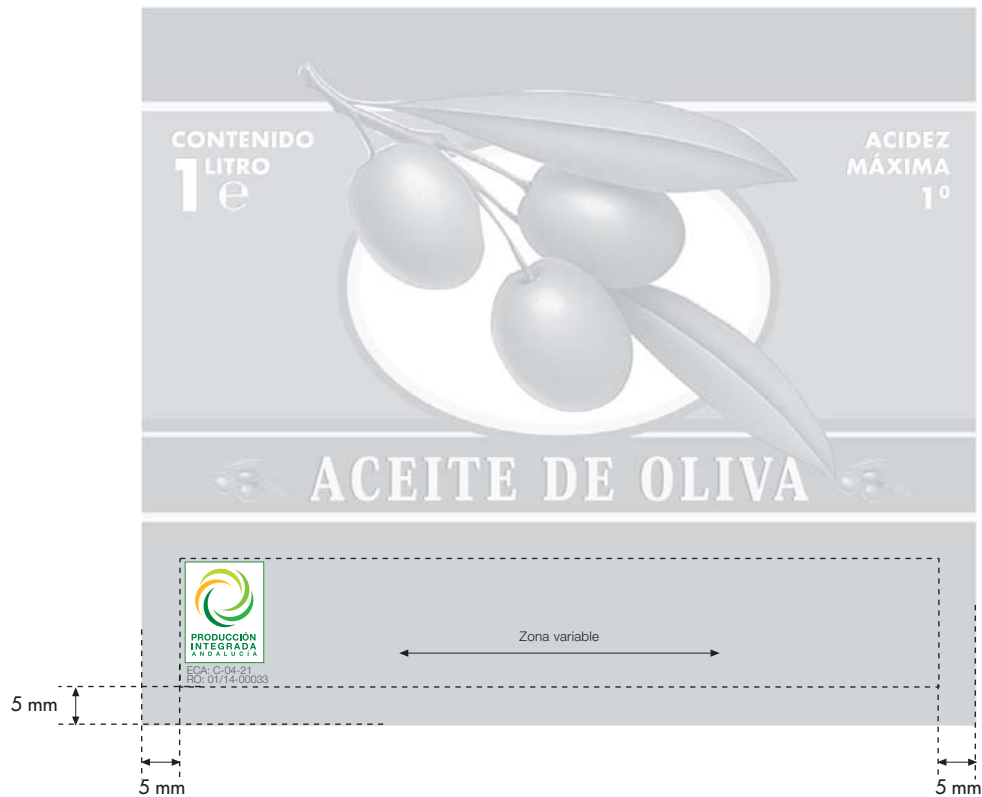 CONTENIDO
1 LITRO
e
ACIDEZ
MÁXIMA
1º
ACEITE DE OLIVA
PRODUCCIÓN
INTEGRADA
ANDALUCÍA
ECA: C-04-21
RO: 01/14-00033
Zona variable
5 mm
5 mm
5 mm